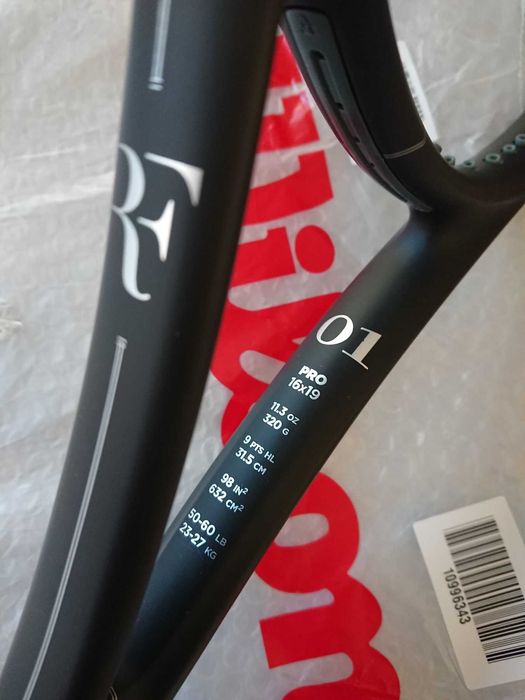 RF
01
PRO
16x19
11.3 OZ
320 G
9 PTS HL
31.5 CM
98 IN²
632 CM²
50-60 LB
23-27 KG
Wilson
10996343